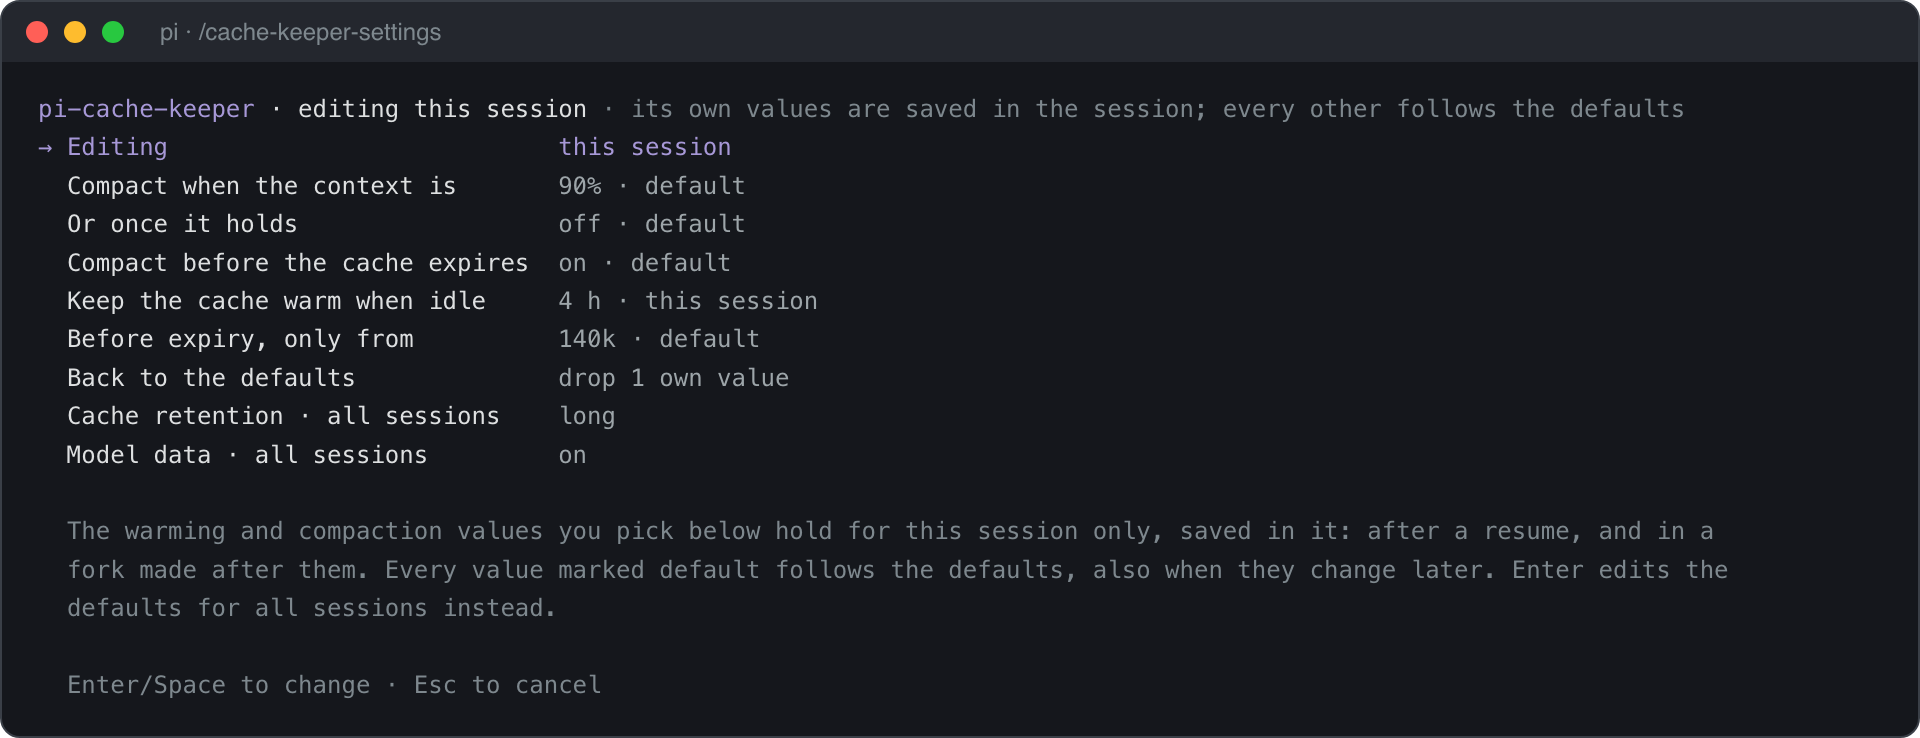 pi · /cache-keeper-settings
pi-cache-keeper · editing this session · its own values are saved in the session; every other follows the defaults
→ Editing this session
Compact when the context is 90% · default
Or once it holds off · default
Compact before the cache expires on · default
Keep the cache warm when idle 4 h · this session
Before expiry, only from 140k · default
Back to the defaults drop 1 own value
Cache retention · all sessions long
Model data · all sessions on
The warming and compaction values you pick below hold for this session only, saved in it: after a resume, and in a
fork made after them. Every value marked default follows the defaults, also when they change later. Enter edits the
defaults for all sessions instead.
Enter/Space to change · Esc to cancel